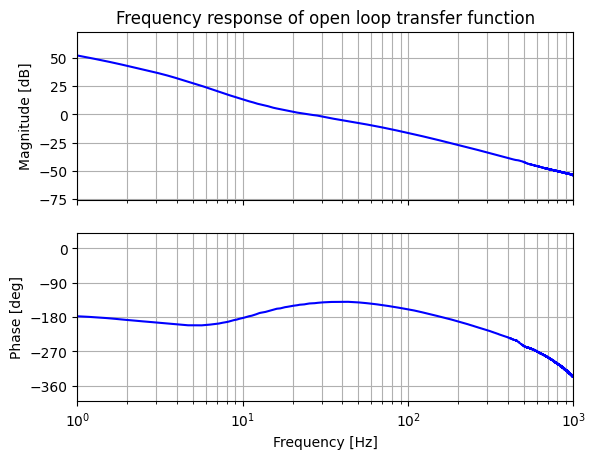 Frequency response of open loop transfer function
Magnitude [dB]
50
25
0
−25
−50
−75
Phase [deg]
0
−90
−180
−270
−360
10^0 10^1 10^2 10^3
Frequency [Hz]